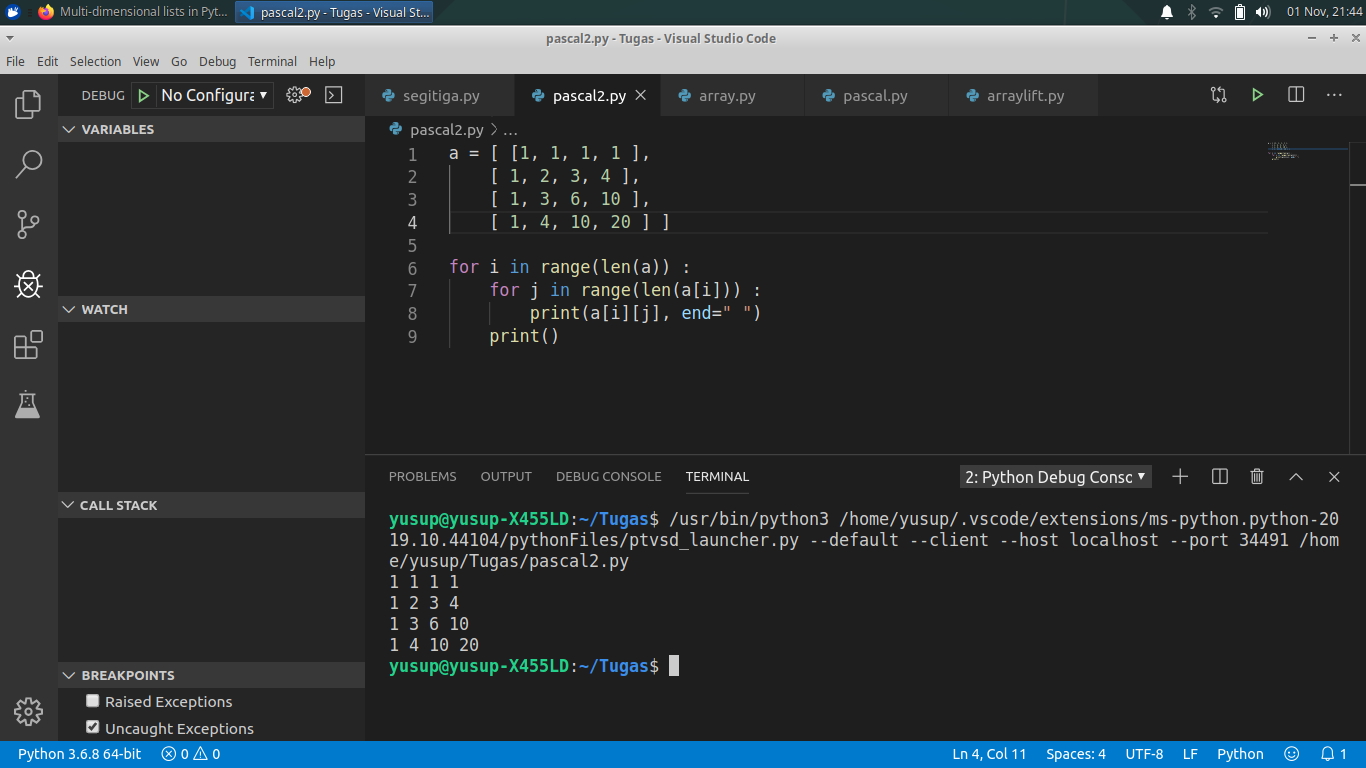 Multi-dimensional lists in Pyt... pascal2.py - Tugas - Visual St... 01 Nov, 21:44
pascal2.py - Tugas - Visual Studio Code
File Edit Selection View Go Debug Terminal Help
DEBUG No Configura
segitiga.py pascal2.py array.py pascal.py arraylift.py
VARIABLES
WATCH
CALL STACK
BREAKPOINTS
Raised Exceptions
Uncaught Exceptions
pascal2.py > ...
1 a = [ [1, 1, 1, 1 ],
2 [ 1, 2, 3, 4 ],
3 [ 1, 3, 6, 10 ],
4 [ 1, 4, 10, 20 ] ]
5
6 for i in range(len(a)) :
7 for j in range(len(a[i])) :
8 print(a[i][j], end=" ")
9 print()
PROBLEMS OUTPUT DEBUG CONSOLE TERMINAL 2: Python Debug Consc
yusup@yusup-X455LD:~/Tugas$ /usr/bin/python3 /home/yusup/.vscode/extensions/ms-python.python-20
19.10.44104/pythonFiles/ptvsd_launcher.py --default --client --host localhost --port 34491 /hom
e/yusup/Tugas/pascal2.py
1 1 1 1
1 2 3 4
1 3 6 10
1 4 10 20
yusup@yusup-X455LD:~/Tugas$
Python 3.6.8 64-bit 0 0 Ln 4, Col 11 Spaces: 4 UTF-8 LF Python 1